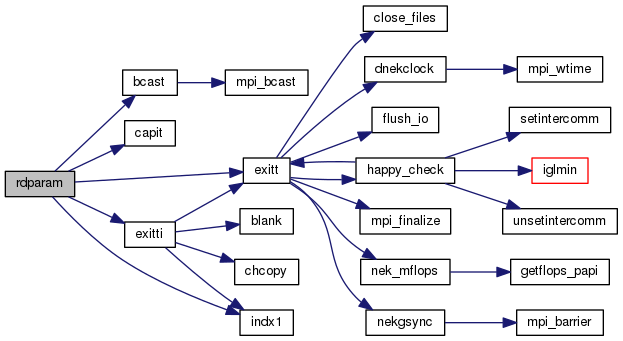 close_files
bcast
mpi_bcast
dnekclock
mpi_wtime
capit
flush_io
setintercomm
rdparam
exitt
happy_check
iglmin
exitti
blank
mpi_finalize
unsetintercomm
chcopy
nek_mflops
getflops_papi
indx1
nekgsync
mpi_barrier